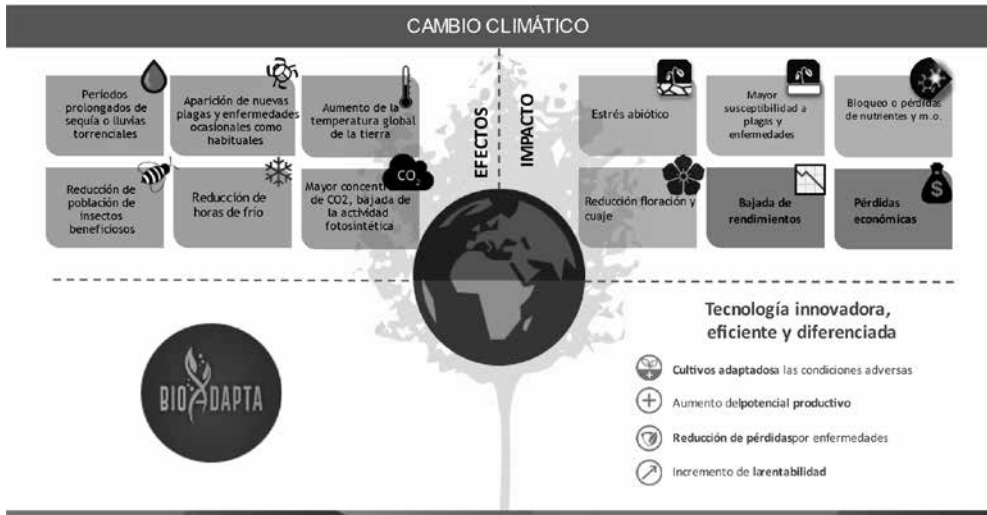 CAMBIO CLIMÁTICO
Periodos
prolongados de
sequía o lluvias
torrenciales
Aparición de nuevas
plagas y enfermedades
ocasionales como
habituales
Aumento de la
temperatura global
de la tierra
Reducción de
población de
insectos
beneficiosos
Reducción de
horas de frio
CO2
Mayor concent
de CO2, bajada de
la actividad
fotosintética
EFECTOS
IMPACTO
Estrés abiótico
Mayor
susceptibilidad a
plagas y
enfermedades
Bloqueo o pérdidas
de nutrientes y m.o.
Reducción floración y
cuaje
Bajada de
rendimientos
$
Pérdidas
económicas
BIOADAPTA
Tecnología innovadora,
eficiente y diferenciada
Cultivos adaptadosa las condiciones adversas
Aumento delpotencial productivo
Reducción de pérdidaspor enfermedades
Incremento de larentabilidad